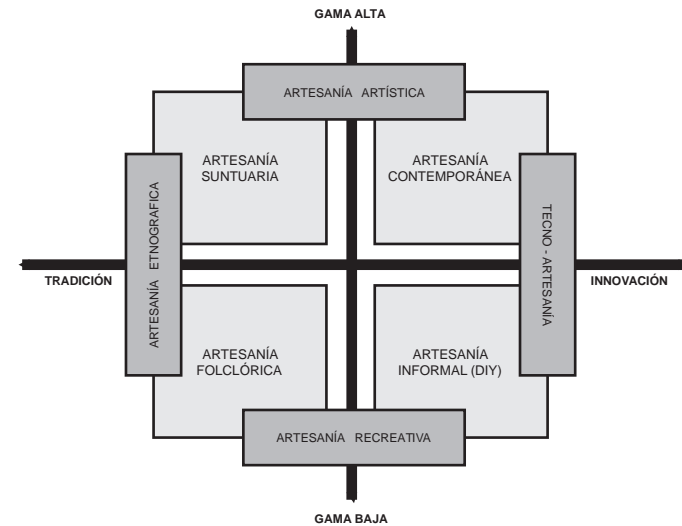 GAMA ALTA
ARTESANÍA ARTÍSTICA
ARTESANÍA
SUNTUARIA
ARTESANÍA
CONTEMPORÁNEA
ARTESANÍA ETNOGRAFICA
TECNO - ARTESANÍA
TRADICIÓN
INNOVACIÓN
ARTESANÍA
FOLCLÓRICA
ARTESANÍA
INFORMAL (DIY)
ARTESANÍA RECREATIVA
GAMA BAJA